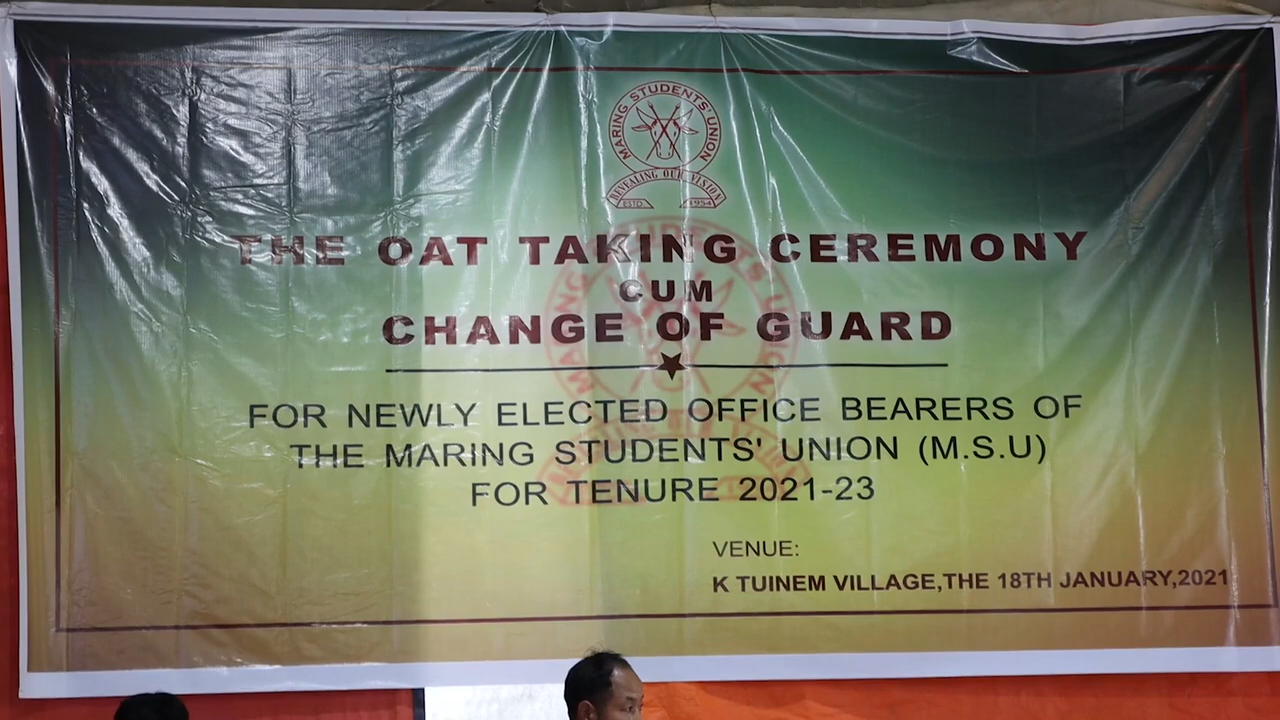 MARING STUDENTS' UNION
REVEALING OUR VISION
ESTD. 1954
THE OAT TAKING CEREMONY
CUM
CHANGE OF GUARD
FOR NEWLY ELECTED OFFICE BEARERS OF
THE MARING STUDENTS' UNION (M.S.U)
FOR TENURE 2021-23
VENUE:
K TUINEM VILLAGE,THE 18TH JANUARY,2021